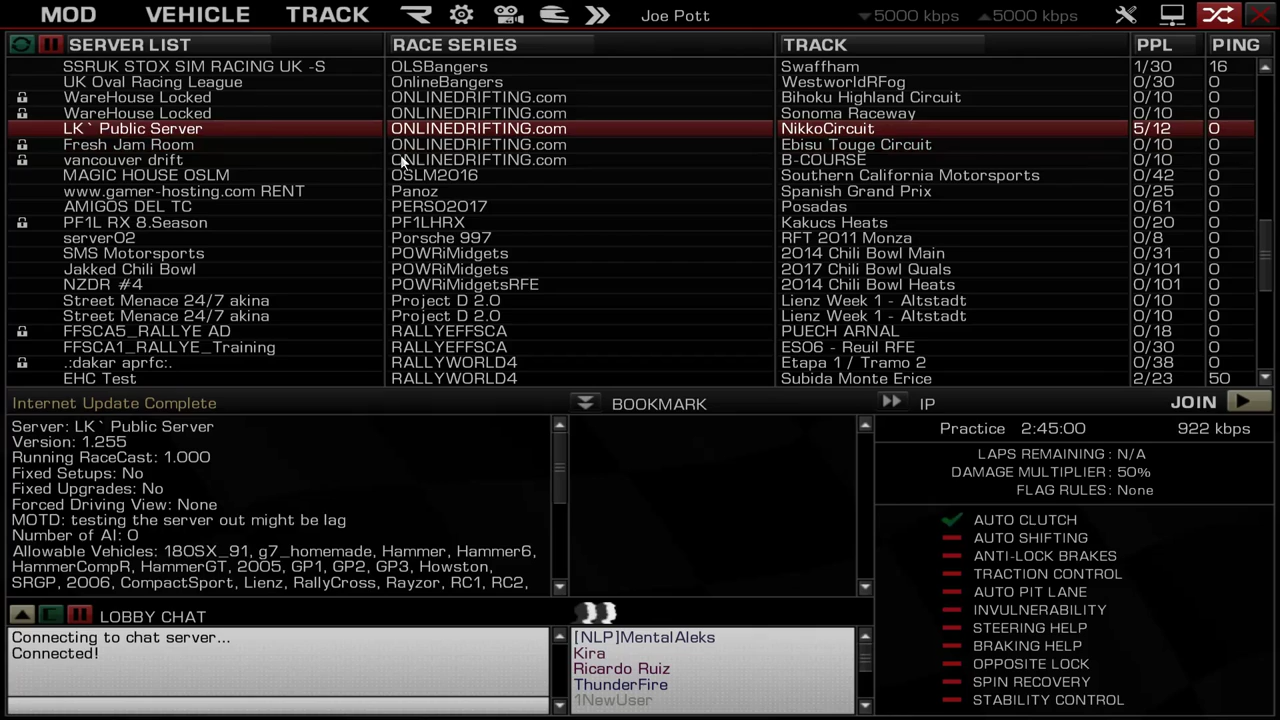 MOD VEHICLE TRACK Joe Pott 5000 kbps 5000 kbps
SERVER LIST RACE SERIES TRACK PPL PING
SSRUK STOX SIM RACING UK -S OLSBangers Swaffham 1/30 16
UK Oval Racing League OnlineBangers WestworldRFog 0/30 0
WareHouse Locked ONLINEDRIFTING.com Bihoku Highland Circuit 0/10 0
WareHouse Locked ONLINEDRIFTING.com Sonoma Raceway 0/10 0
LK` Public Server ONLINEDRIFTING.com NikkoCircuit 5/12 0
Fresh Jam Room ONLINEDRIFTING.com Ebisu Touge Circuit 0/10 0
vancouver drift ONLINEDRIFTING.com B-COURSE 0/10 0
MAGIC HOUSE OSLM OSLM2016 Southern California Motorsports 0/42 0
www.gamer-hosting.com RENT Panoz Spanish Grand Prix 0/25 0
AMIGOS DEL TC PERSO2017 Posadas 0/61 0
PF1L RX 8.Season PF1LHRX Kakucs Heats 0/20 0
server02 Porsche 997 RFT 2011 Monza 0/8 0
SMS Motorsports POWRiMidgets 2014 Chili Bowl Main 0/31 0
Jakked Chili Bowl POWRiMidgets 2017 Chili Bowl Quals 0/101 0
NZDR #4 POWRiMidgetsRFE 2014 Chili Bowl Heats 0/101 0
Street Menace 24/7 akina Project D 2.0 Lienz Week 1 - Altstadt 0/10 0
Street Menace 24/7 akina Project D 2.0 Lienz Week 1 - Altstadt 0/10 0
FFSCA5_RALLYE AD RALLYEFFSCA PUECH ARNAL 0/18 0
FFSCA1_RALLYE_Training RALLYEFFSCA ES06 - Reuil RFE 0/30 0
.:dakar aprfc:. RALLYWORLD4 Etapa 1 / Tramo 2 0/38 0
EHC Test RALLYWORLD4 Subida Monte Erice 2/23 50
Internet Update Complete BOOKMARK IP JOIN
Server: LK` Public Server
Version: 1.255
Running RaceCast: 1.000
Fixed Setups: No
Fixed Upgrades: No
Forced Driving View: None
MOTD: testing the server out might be lag
Number of AI: 0
Allowable Vehicles: 180SX_91, g7_homemade, Hammer, Hammer6,
HammerCompR, HammerGT, 2005, GP1, GP2, GP3, Howston,
SRGP, 2006, CompactSport, Lienz, RallyCross, Rayzor, RC1, RC2,
Practice 2:45:00 922 kbps
LAPS REMAINING: N/A
DAMAGE MULTIPLIER: 50%
FLAG RULES: None
AUTO CLUTCH
AUTO SHIFTING
ANTI-LOCK BRAKES
TRACTION CONTROL
AUTO PIT LANE
INVULNERABILITY
STEERING HELP
BRAKING HELP
OPPOSITE LOCK
SPIN RECOVERY
STABILITY CONTROL
LOBBY CHAT
Connecting to chat server...
Connected!
[NLP]MentalAleks
Kira
Ricardo Ruiz
ThunderFire
1NewUser